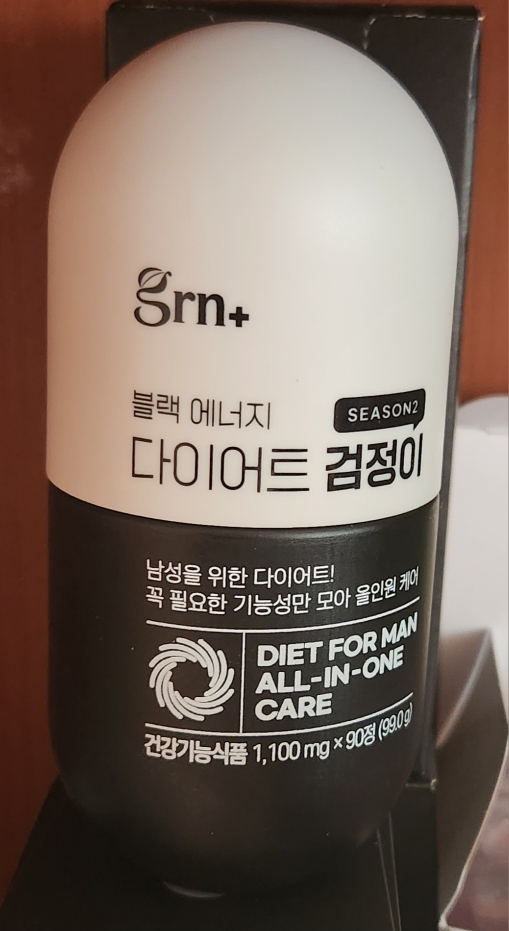 grn+
블랙 에너지
SEASON2
다이어트 검정이
남성을 위한 다이어트!
꼭 필요한 기능성만 모아 올인원 케어
DIET FOR MAN
ALL-IN-ONE
CARE
건강기능식품 1,100 mg × 90정 (99.0 g)